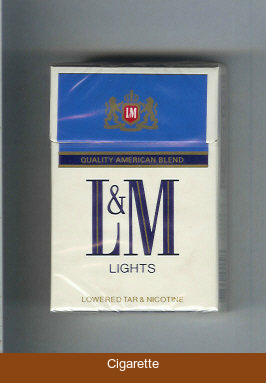 LM
QUALITY AMERICAN BLEND
L&M
LIGHTS
LOWERED TAR & NICOTINE
Cigarette